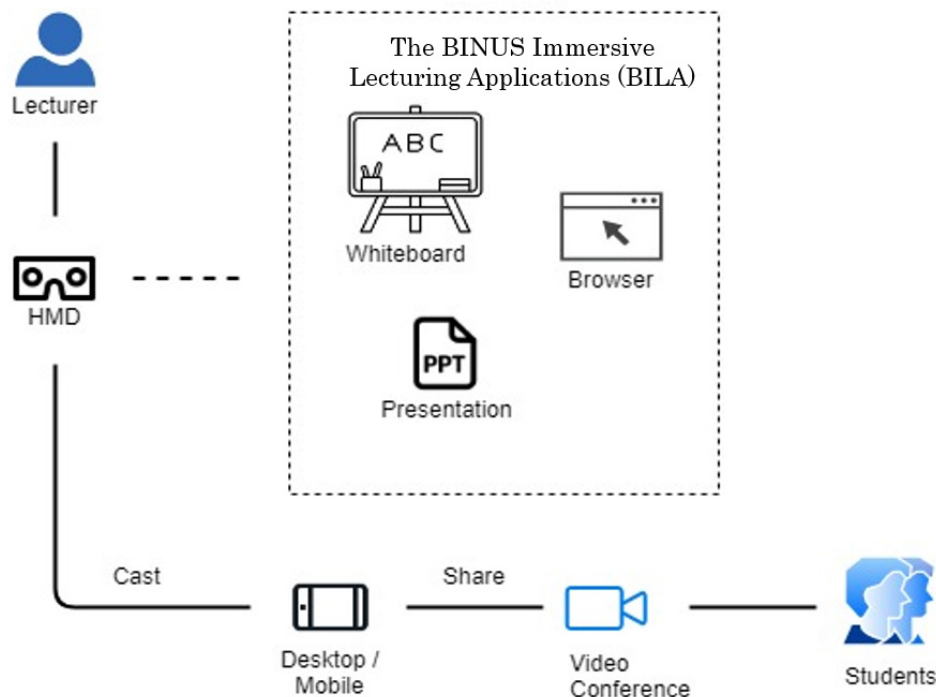 Lecturer
The BINUS Immersive
Lecturing Applications (BILA)
ABC
Whiteboard
Browser
HMD
PPT
Presentation
Cast
Share
Desktop /
Mobile
Video
Conference
Students